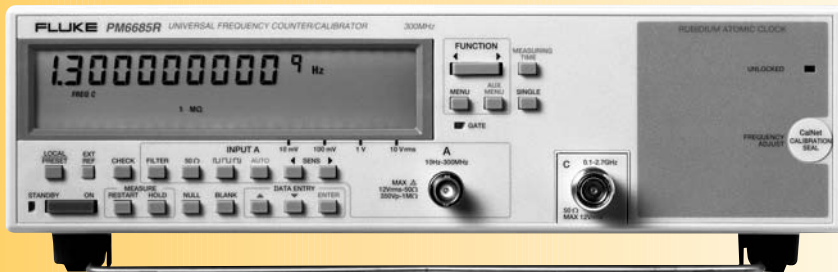 FLUKE PM6685R UNIVERSAL FREQUENCY COUNTER/CALIBRATOR 300MHz
1.3000000000 9 Hz
FREQ C
1 MΩ
FUNCTION
MEASURING TIME
MENU
AUX MENU
SINGLE
GATE
RUBIDIUM ATOMIC CLOCK
UNLOCKED
FREQUENCY ADJUST
CalNet
CALIBRATION
SEAL
INPUT A
10 mV 100 mV 1 V 10 Vrms
LOCAL PRESET
EXT REF
CHECK
FILTER
50Ω
AUTO
SENS
STANDBY
ON
MEASURE
RESTART
HOLD
NULL
BLANK
DATA ENTRY
ENTER
A
10Hz-300MHz
MAX
12Vrms-50Ω
350Vp-1MΩ
C 0.1-2.7GHz
50Ω
MAX 12V